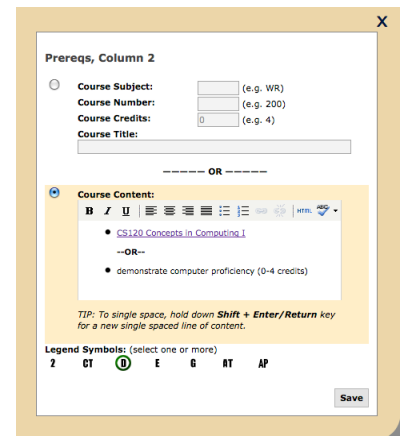 X
Prereqs, Column 2
Course Subject: (e.g. WR)
Course Number: (e.g. 200)
Course Credits: 0 (e.g. 4)
Course Title:
----- OR -----
Course Content:
B I U HTML ABC
• CS120 Concepts in Computing I
--OR--
• demonstrate computer proficiency (0-4 credits)
TIP: To single space, hold down Shift + Enter/Return key
for a new single spaced line of content.
Legend Symbols: (select one or more)
2 CT D E G AT AP
Save